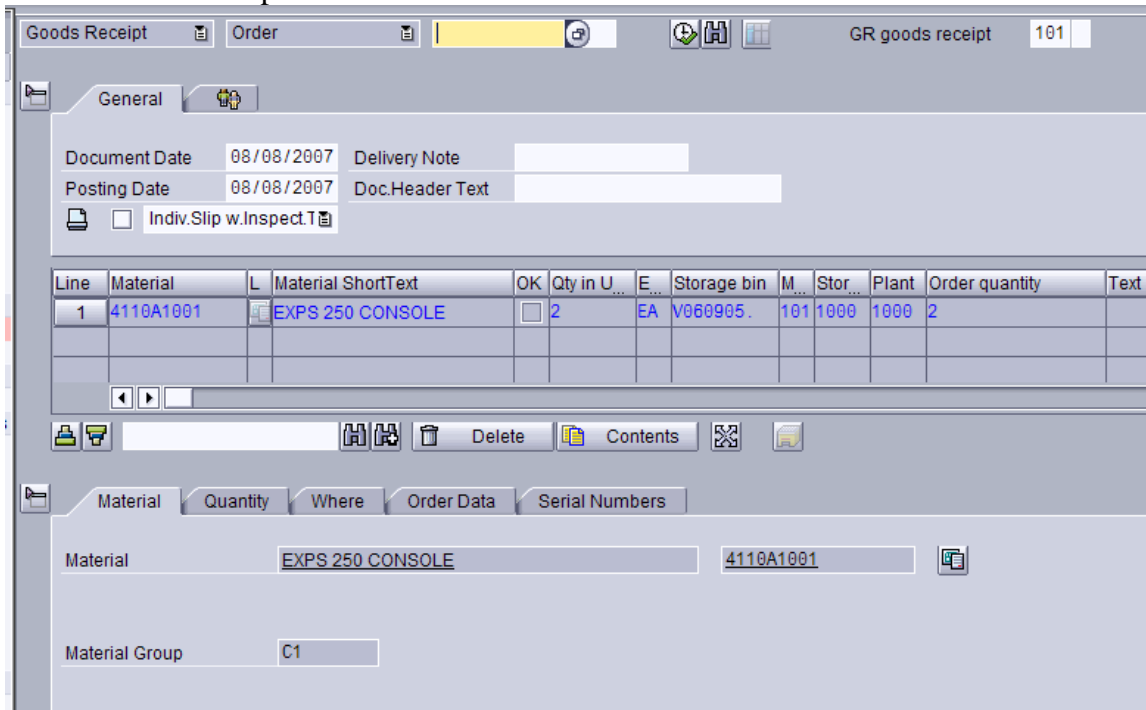 Goods Receipt Order GR goods receipt 101
General
Document Date 08/08/2007 Delivery Note
Posting Date 08/08/2007 Doc.Header Text
Indiv.Slip w.Inspect.T
Line Material L Material ShortText OK Qty in U... E... Storage bin M... Stor... Plant Order quantity Text
1 4110A1001 EXPS 250 CONSOLE 2 EA V060905. 101 1000 1000 2
Delete Contents
Material Quantity Where Order Data Serial Numbers
Material EXPS 250 CONSOLE 4110A1001
Material Group C1